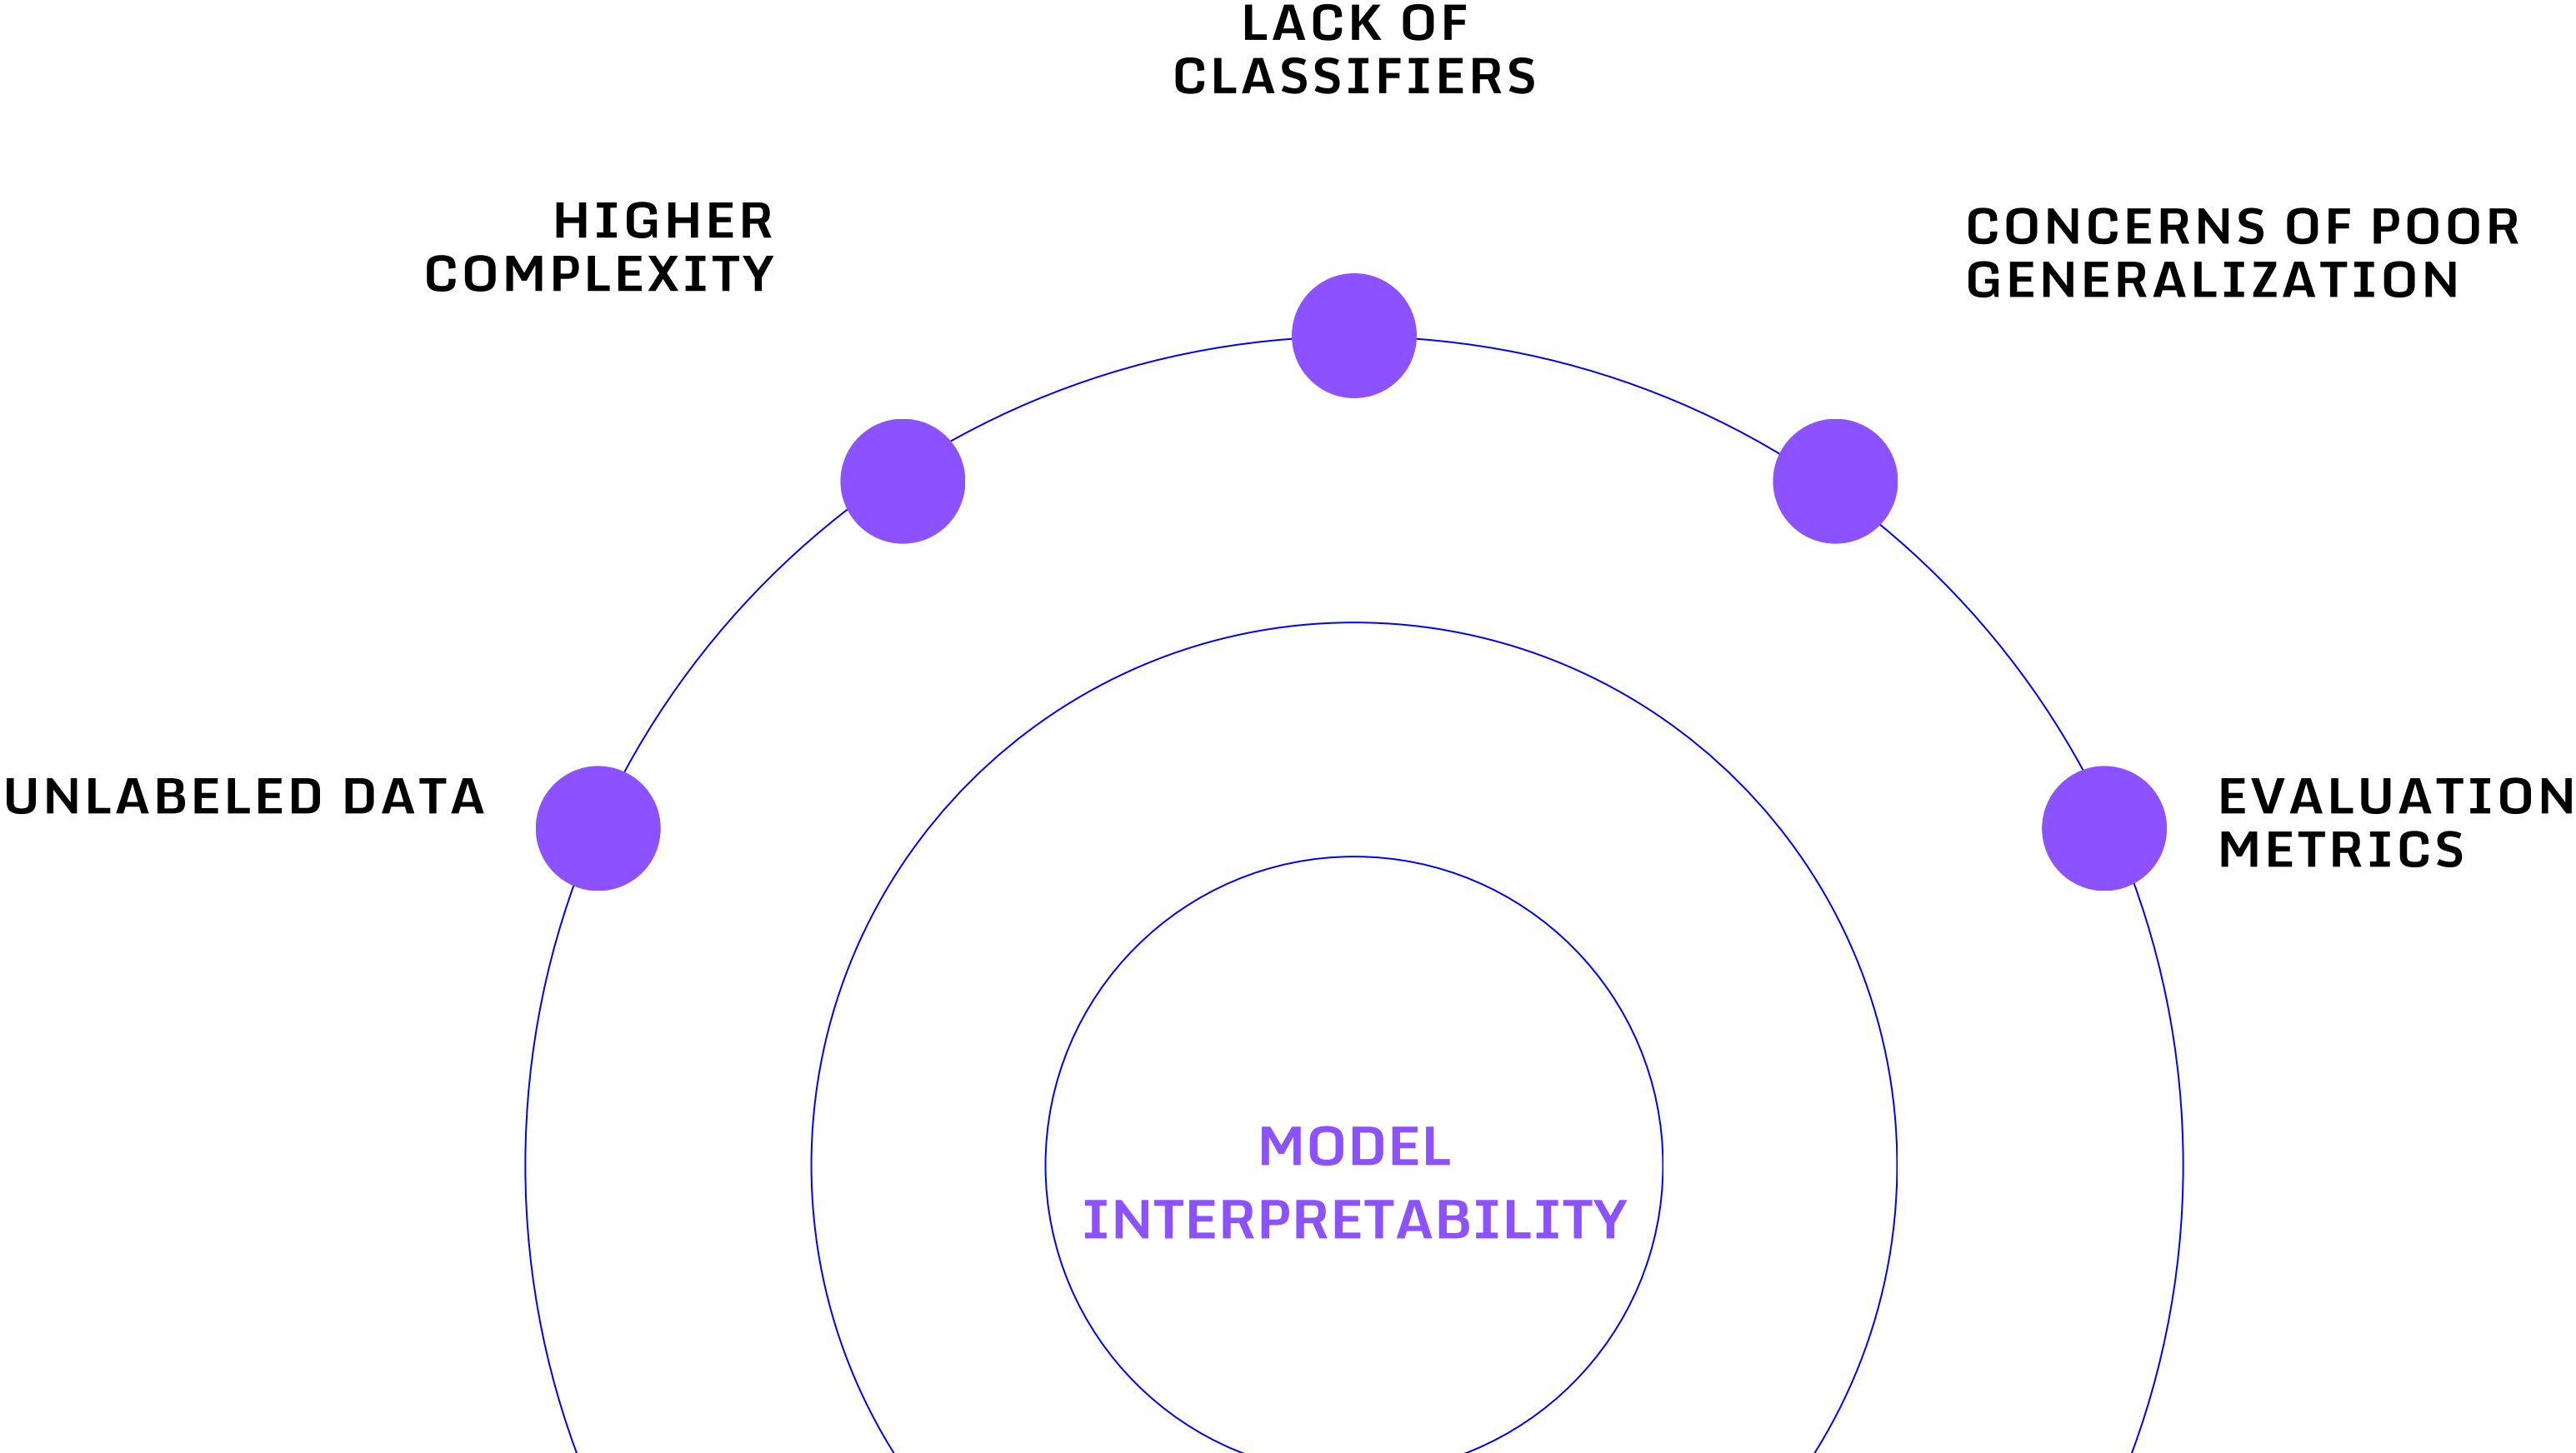 LACK OF
CLASSIFIERS
HIGHER
COMPLEXITY
CONCERNS OF POOR
GENERALIZATION
UNLABELED DATA
EVALUATION
METRICS
MODEL
INTERPRETABILITY